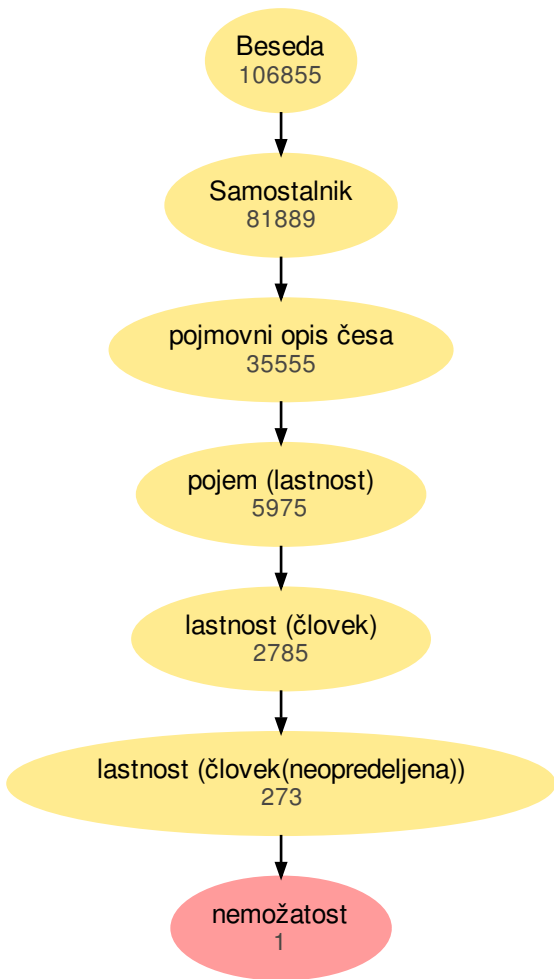 Beseda
106855
Samostalnik
81889
pojmovni opis česa
35555
pojem (lastnost)
5975
lastnost (človek)
2785
lastnost (človek(neopredeljena))
273
nemožatost
1